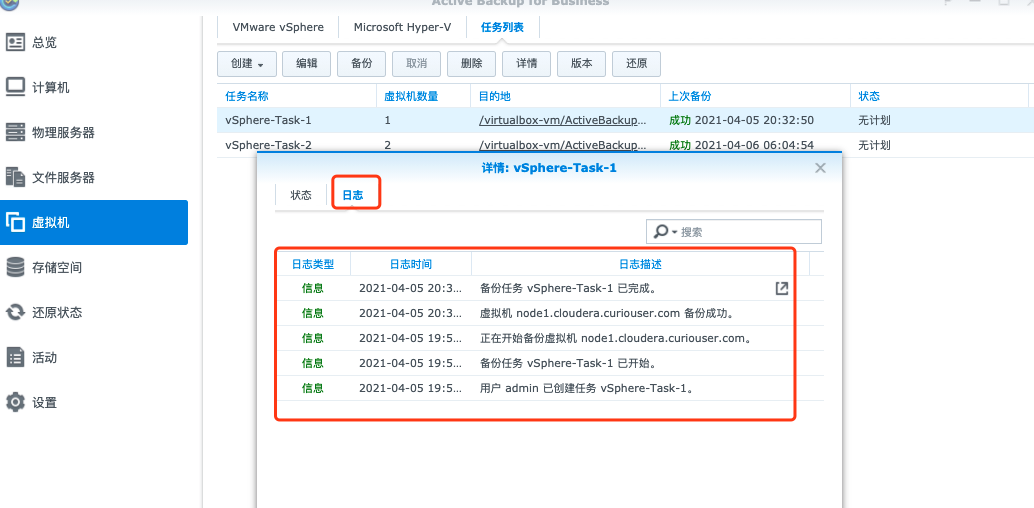 Active Backup for Business
总览
计算机
物理服务器
文件服务器
虚拟机
存储空间
还原状态
活动
设置
VMware vSphere Microsoft Hyper-V 任务列表
创建 编辑 备份 取消 删除 详情 版本 还原
任务名称 虚拟机数量 目的地 上次备份 状态
vSphere-Task-1 1 /virtualbox-vm/ActiveBackup... 成功 2021-04-05 20:32:50 无计划
vSphere-Task-2 2 /virtualbox-vm/ActiveBackup... 成功 2021-04-06 06:04:54 无计划
详情: vSphere-Task-1
状态 日志
搜索
日志类型 日志时间 日志描述
信息 2021-04-05 20:3... 备份任务 vSphere-Task-1 已完成。
信息 2021-04-05 20:3... 虚拟机 node1.cloudera.curiouser.com 备份成功。
信息 2021-04-05 19:5... 正在开始备份虚拟机 node1.cloudera.curiouser.com。
信息 2021-04-05 19:5... 备份任务 vSphere-Task-1 已开始。
信息 2021-04-05 19:5... 用户 admin 已创建任务 vSphere-Task-1。